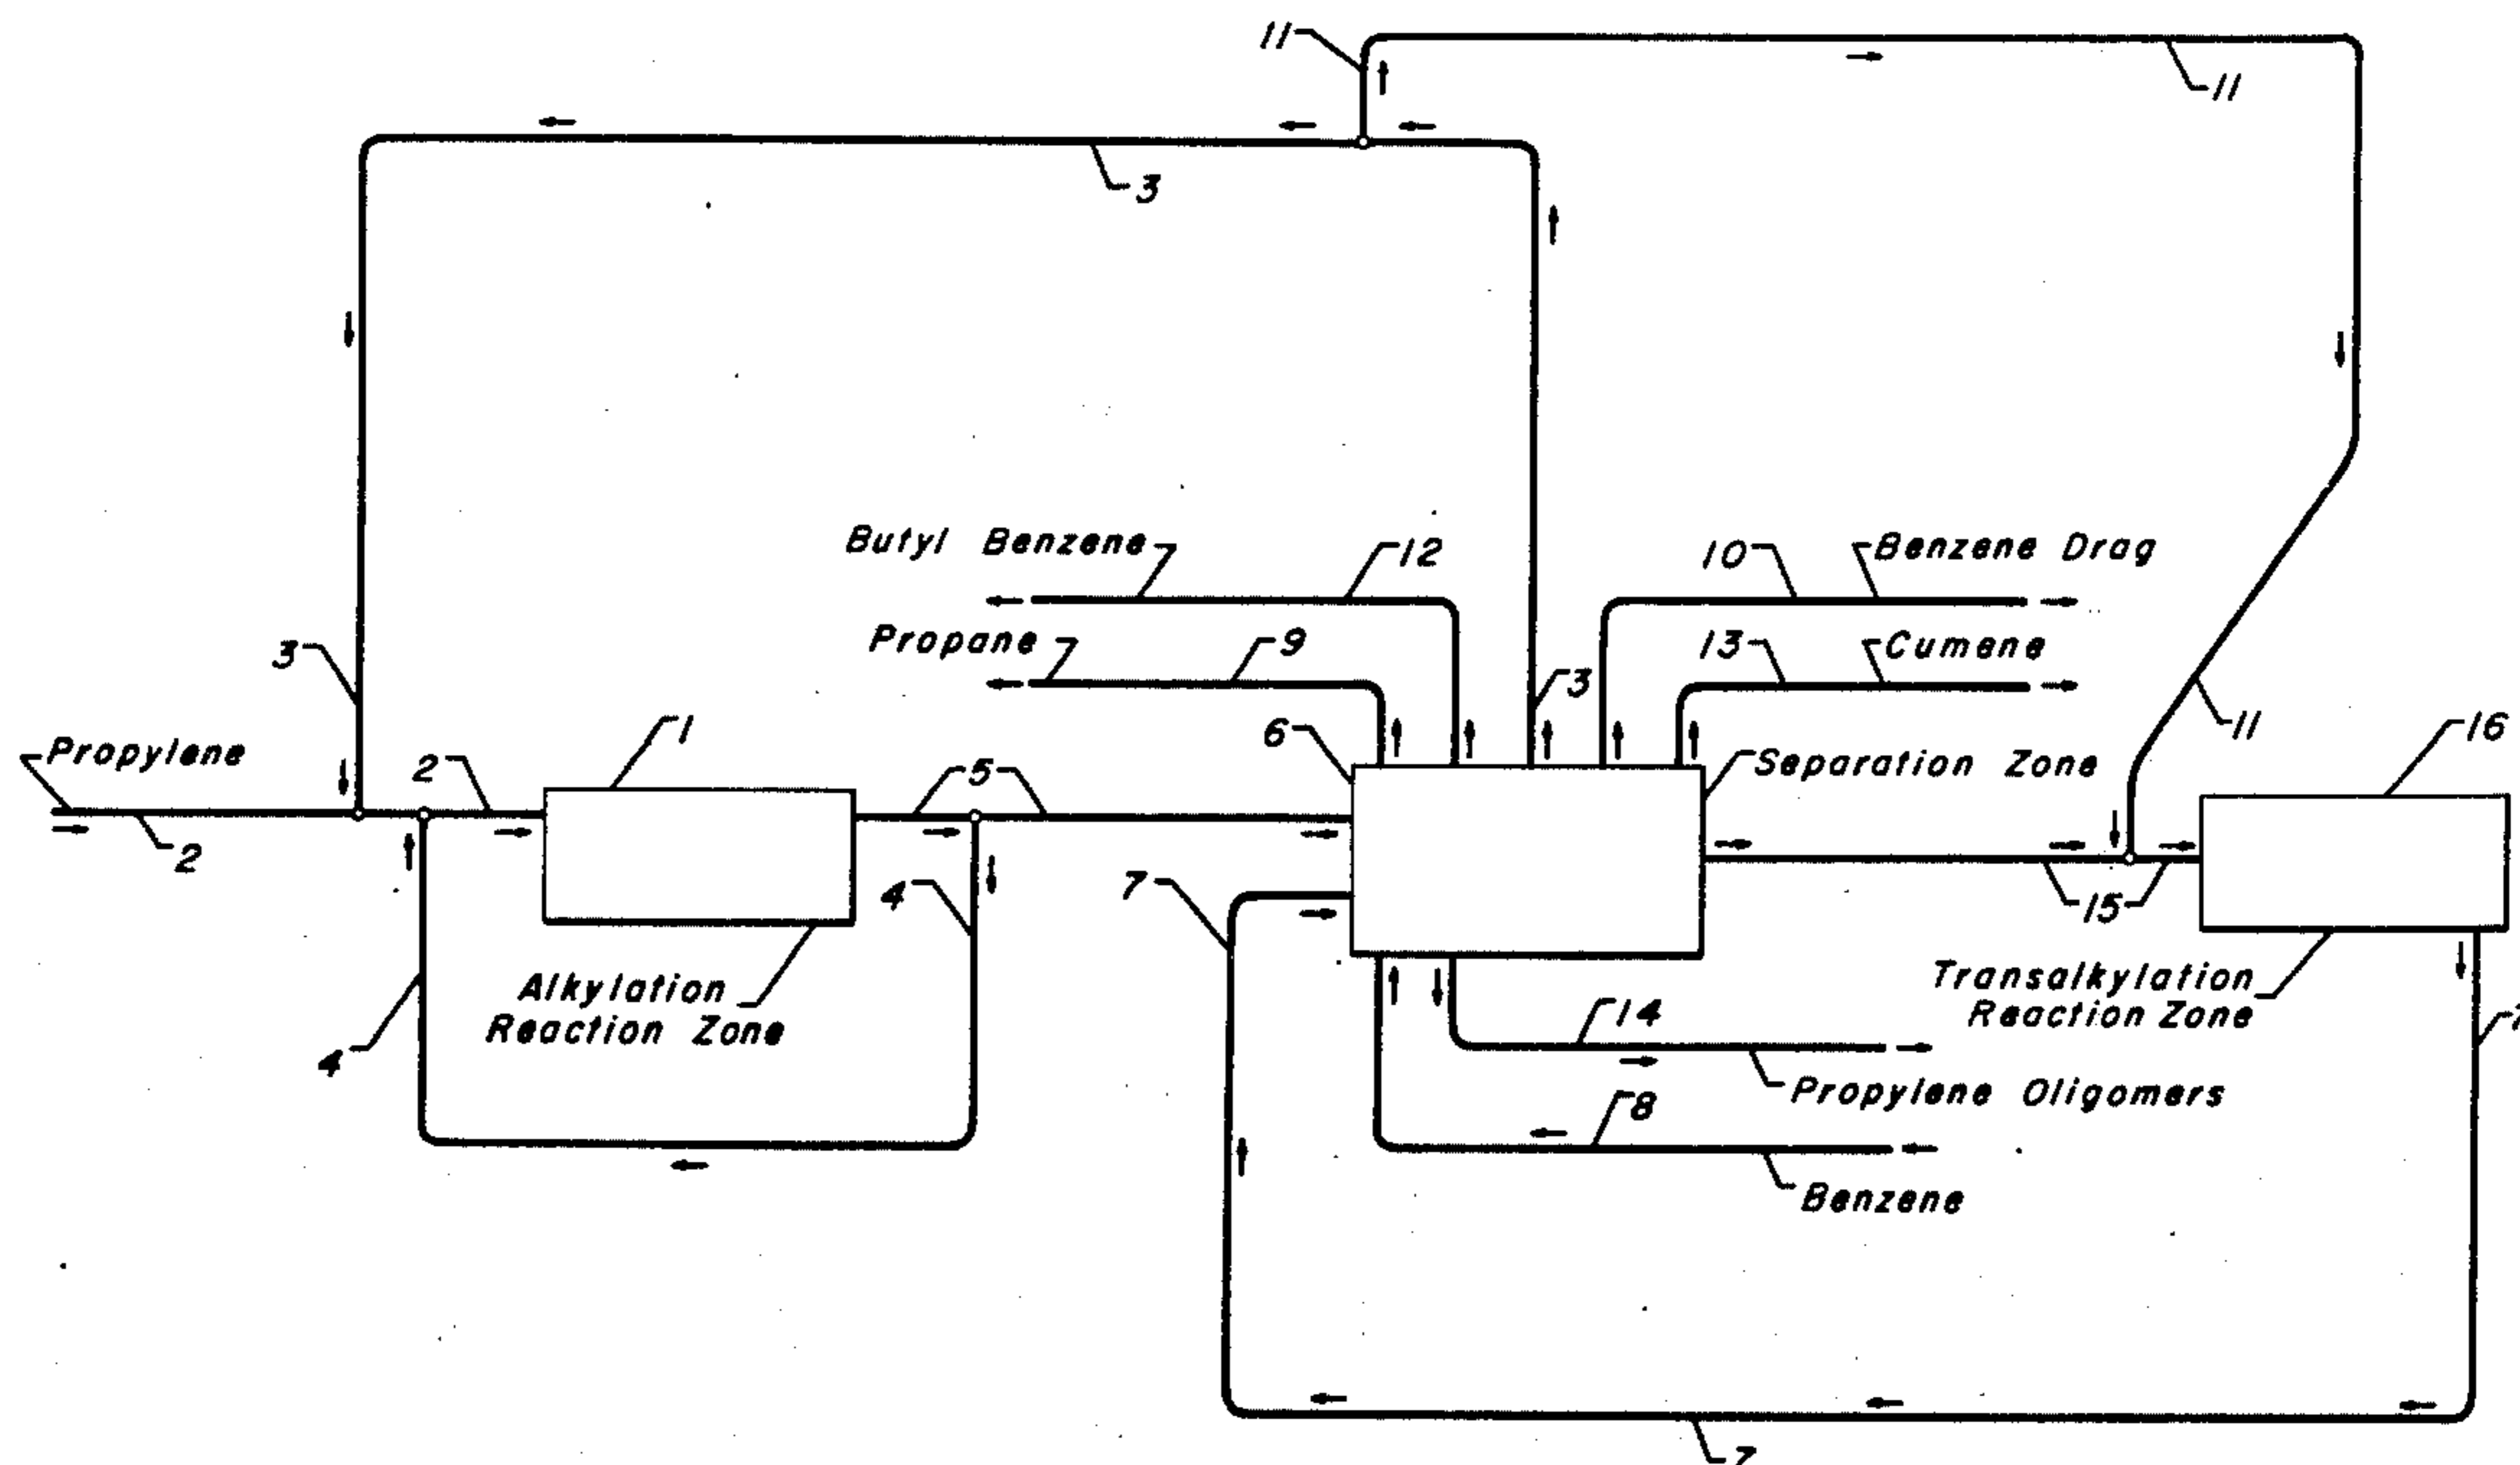 11
11
3
Butyl Benzene
12
10
Benzene Drag
Propane
9
13
Cumene
3
3
11
Propylene
2
1
5
6
Separation Zone
16
2
4
7
15
Alkylation
Reaction Zone
Transalkylation
Reaction Zone
4
14
Propylene Oligomers
8
Benzene
7